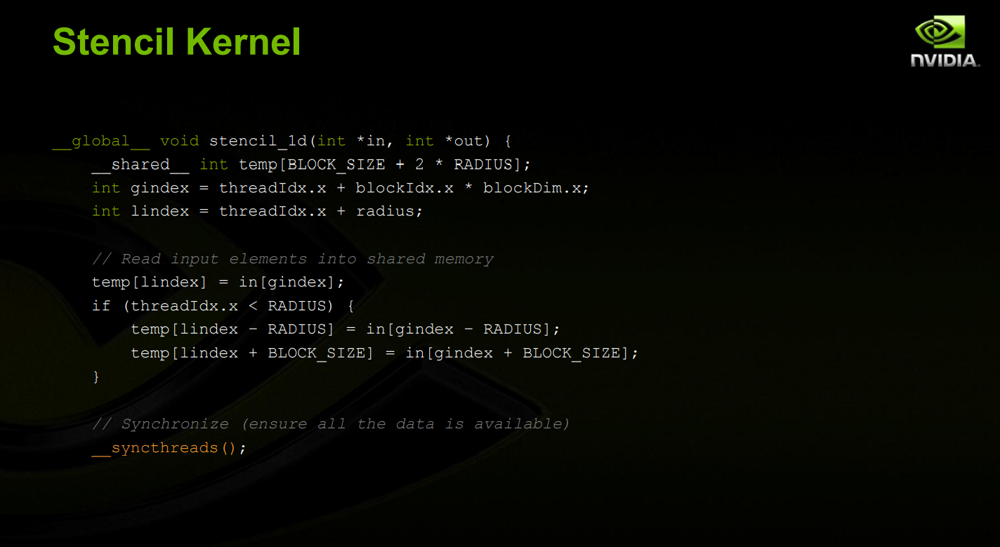 Stencil Kernel
NVIDIA.
__global__ void stencil_1d(int *in, int *out) {
    __shared__ int temp[BLOCK_SIZE + 2 * RADIUS];
    int gindex = threadIdx.x + blockIdx.x * blockDim.x;
    int lindex = threadIdx.x + radius;
    // Read input elements into shared memory
    temp[lindex] = in[gindex];
    if (threadIdx.x < RADIUS) {
        temp[lindex – RADIUS] = in[gindex – RADIUS];
        temp[lindex + BLOCK_SIZE] = in[gindex + BLOCK_SIZE];
    }
    // Synchronize (ensure all the data is available)
    __syncthreads();